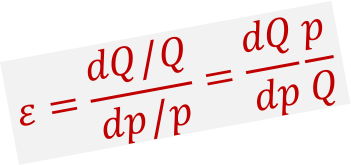 ε = dQ/Q / dp/p = dQ/dp p/Q